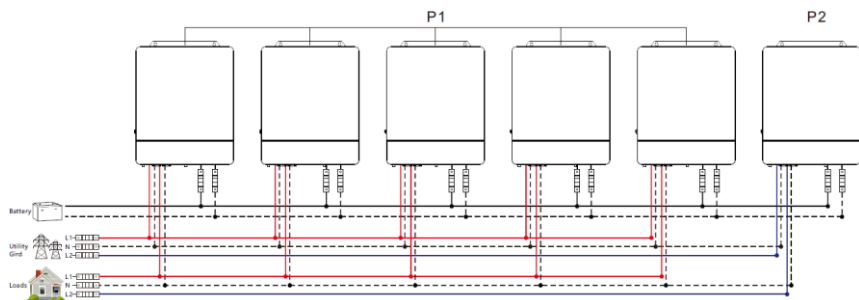 P1 P2
Battery
L1
Utility N
Gird L2
L1
Loads N
L2